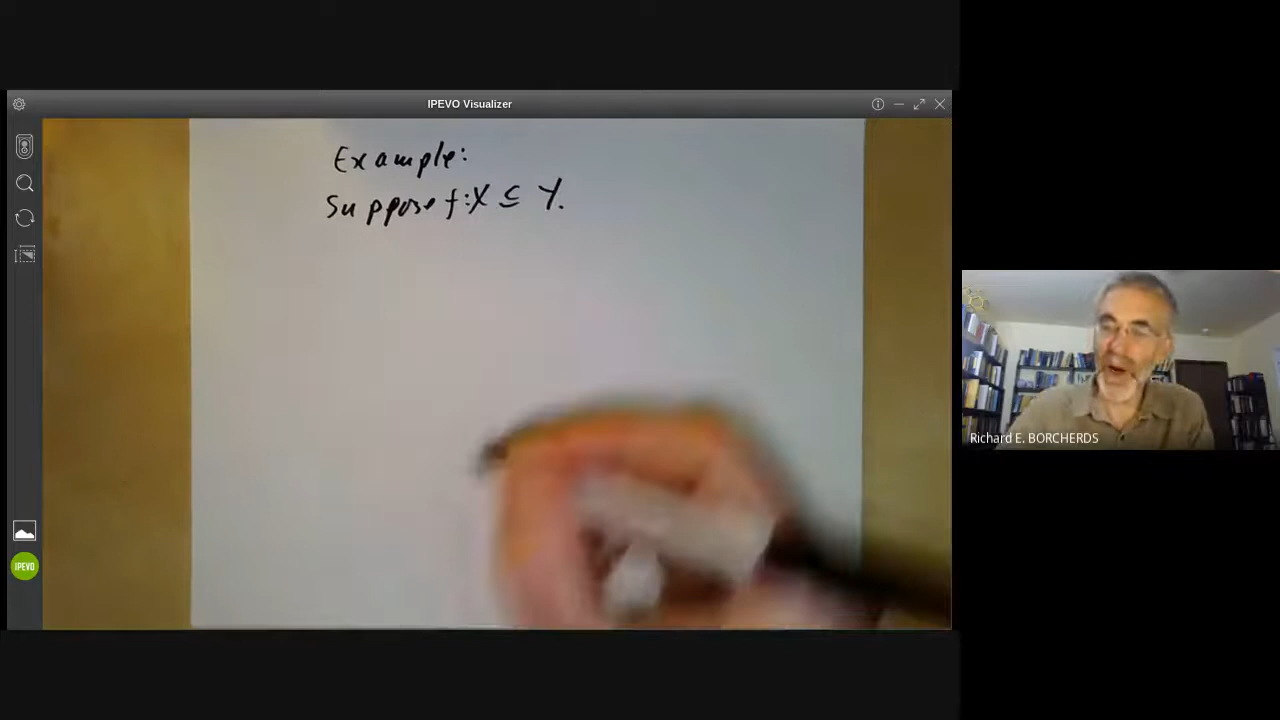 IPEVO Visualizer
Example:
Suppose f: X ⊆ Y.
Richard E. BORCHERDS
IPEVO